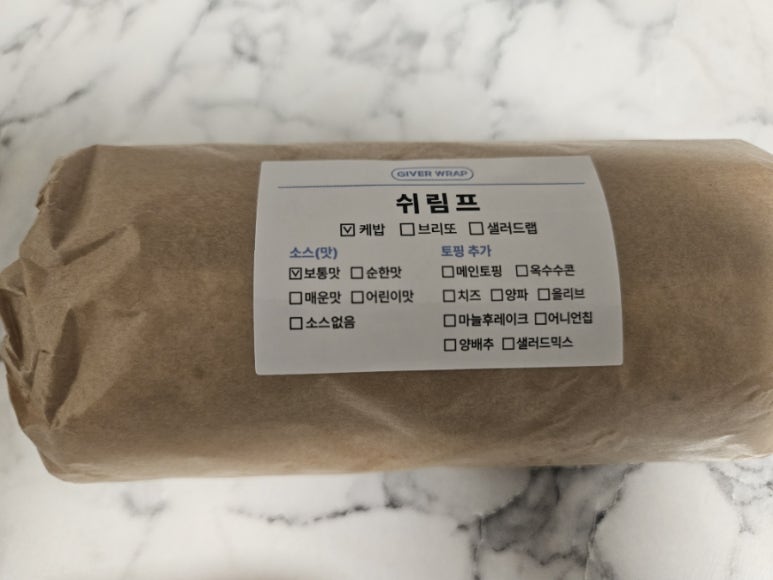 GIVER WRAP
쉬림프
☑케밥 ☐브리또 ☐샐러드랩
소스(맛)
☑보통맛 ☐순한맛
☐매운맛 ☐어린이맛
☐소스없음
토핑 추가
☐메인토핑 ☐옥수수콘
☐치즈 ☐양파 ☐올리브
☐마늘후레이크 ☐어니언칩
☐양배추 ☐샐러드믹스